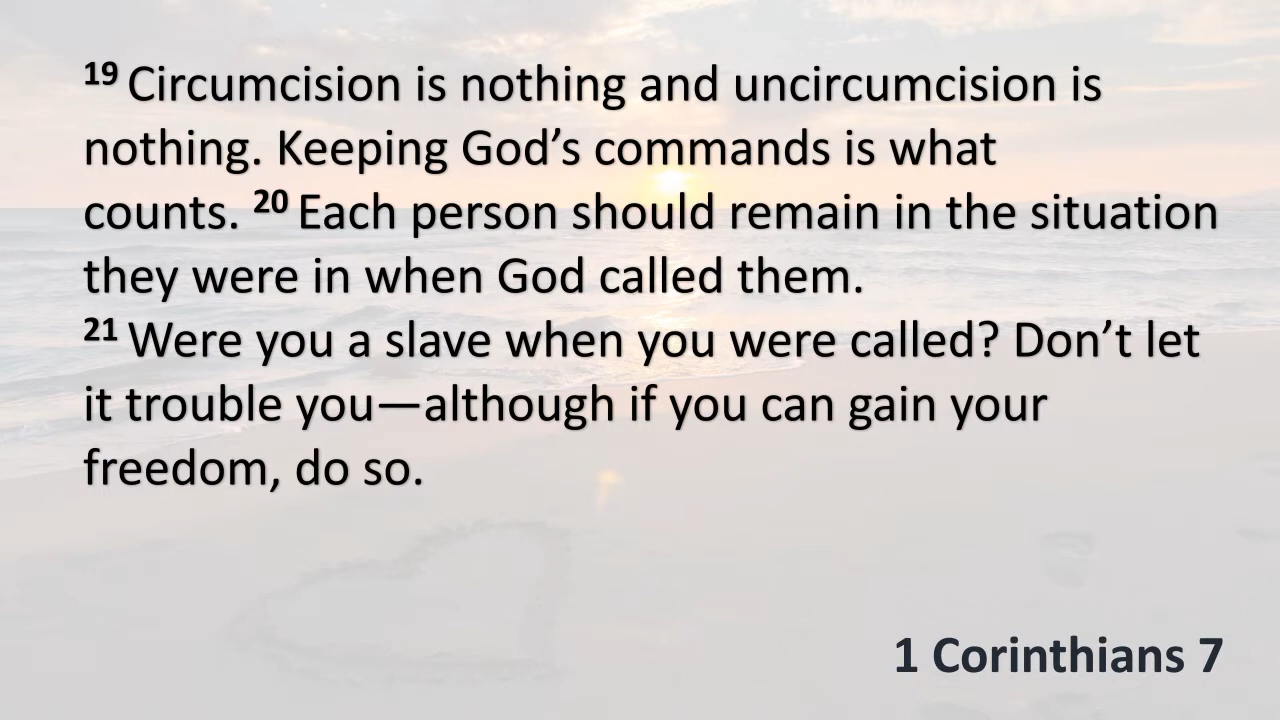 19 Circumcision is nothing and uncircumcision is
nothing. Keeping God’s commands is what
counts. 20 Each person should remain in the situation
they were in when God called them.
21 Were you a slave when you were called? Don’t let
it trouble you—although if you can gain your
freedom, do so.
1 Corinthians 7